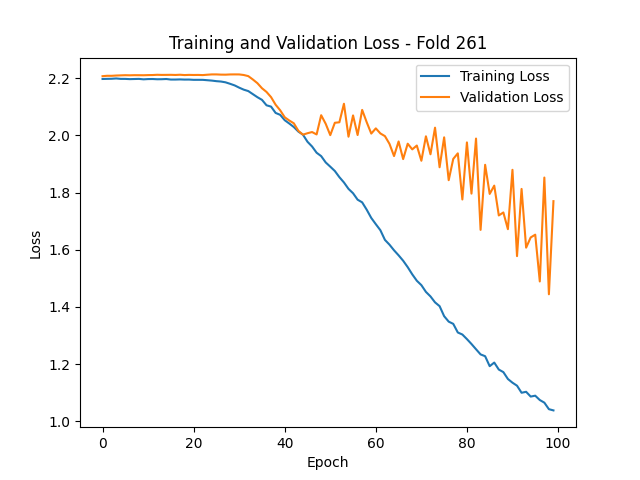 Training and Validation Loss - Fold 261
Training Loss
Validation Loss
Loss
2.2
2.0
1.8
1.6
1.4
1.2
1.0
0 20 40 60 80 100
Epoch